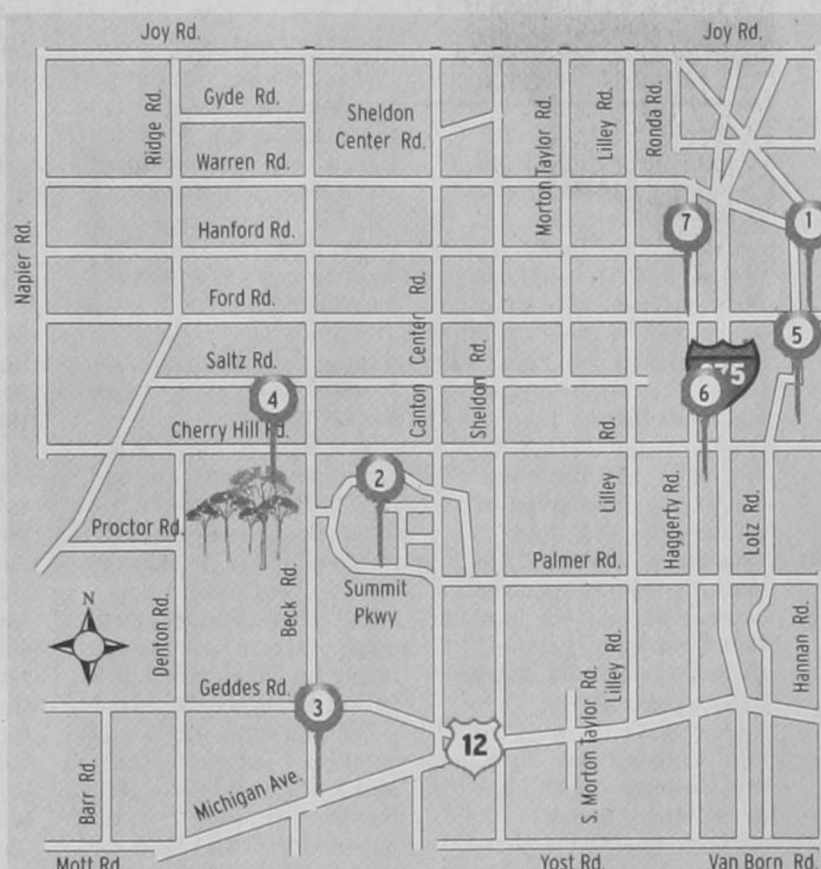 Joy Rd.
Joy Rd.
Ridge Rd.
Gyde Rd.
Sheldon
Center Rd.
Morton Taylor Rd.
Lilley Rd.
Ronda Rd.
Warren Rd.
Napier Rd.
Hanford Rd.
7
1
Ford Rd.
Canton Center Rd.
Sheldon Rd.
5
Saltz Rd.
275
6
4
Cherry Hill Rd.
Lilley Rd.
2
Haggerty Rd.
Lotz Rd.
Proctor Rd.
Palmer Rd.
Summit
Pkwy
N
Denton Rd.
Beck Rd.
Hannan Rd.
Lilley Rd.
Geddes Rd.
3
12
S. Morton Taylor Rd.
Barr Rd.
Michigan Ave.
Mott Rd.
Yost Rd.
Van Born Rd.